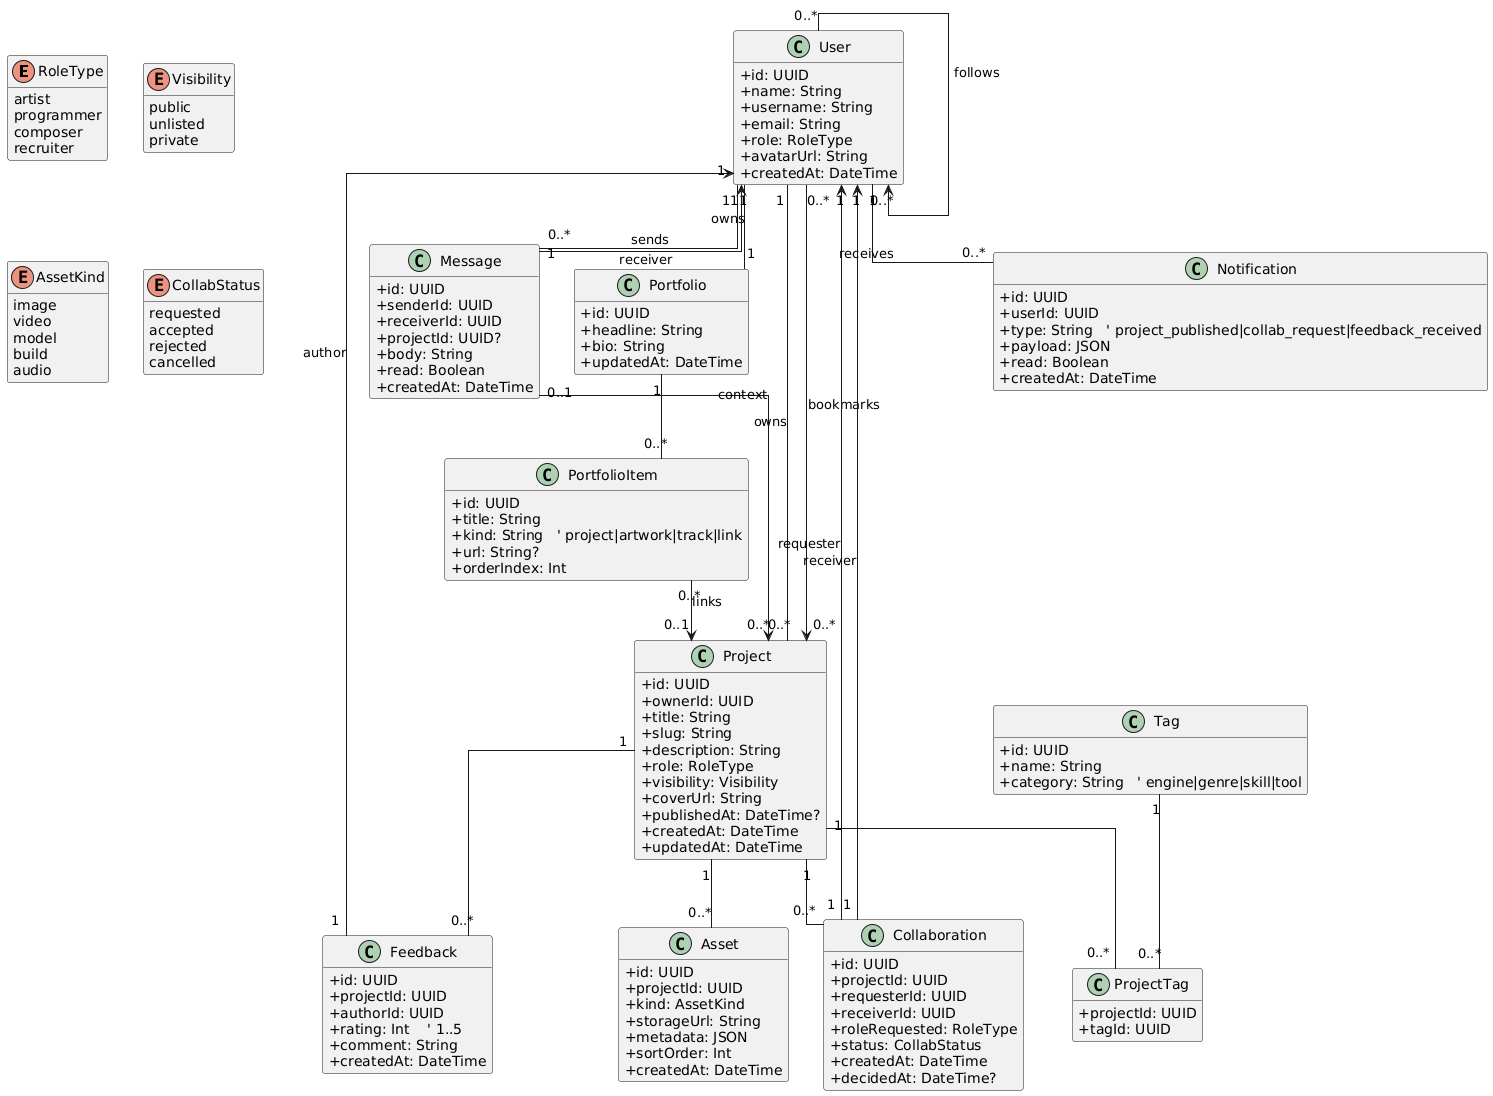 0..*
C User
+id: UUID
+name: String
+username: String
+email: String
+role: RoleType
+avatarUrl: String
+createdAt: DateTime
follows
E RoleType
artist
programmer
composer
recruiter
E Visibility
public
unlisted
private
1
1
1
1
1
0..*
1
1
1
0..*
owns
0..*
sends
1
receiver
1
receives
0..*
E AssetKind
image
video
model
build
audio
E CollabStatus
requested
accepted
rejected
cancelled
C Message
+id: UUID
+senderId: UUID
+receiverId: UUID
+projectId: UUID?
+body: String
+read: Boolean
+createdAt: DateTime
C Portfolio
+id: UUID
+headline: String
+bio: String
+updatedAt: DateTime
C Notification
+id: UUID
+userId: UUID
+type: String ' project_published|collab_request|feedback_received
+payload: JSON
+read: Boolean
+createdAt: DateTime
author
0..1
1
context
bookmarks
owns
0..*
C PortfolioItem
+id: UUID
+title: String
+kind: String ' project|artwork|track|link
+url: String?
+orderIndex: Int
requester
receiver
0..*
links
0..1
0..*
0..*
0..*
C Project
+id: UUID
+ownerId: UUID
+title: String
+slug: String
+description: String
+role: RoleType
+visibility: Visibility
+coverUrl: String
+publishedAt: DateTime?
+createdAt: DateTime
+updatedAt: DateTime
C Tag
+id: UUID
+name: String
+category: String ' engine|genre|skill|tool
1
1
1
1
1
1
0..*
0..*
0..*
1
1
0..*
0..*
C Feedback
+id: UUID
+projectId: UUID
+authorId: UUID
+rating: Int ' 1..5
+comment: String
+createdAt: DateTime
C Asset
+id: UUID
+projectId: UUID
+kind: AssetKind
+storageUrl: String
+metadata: JSON
+sortOrder: Int
+createdAt: DateTime
C Collaboration
+id: UUID
+projectId: UUID
+requesterId: UUID
+receiverId: UUID
+roleRequested: RoleType
+status: CollabStatus
+createdAt: DateTime
+decidedAt: DateTime?
C ProjectTag
+projectId: UUID
+tagId: UUID